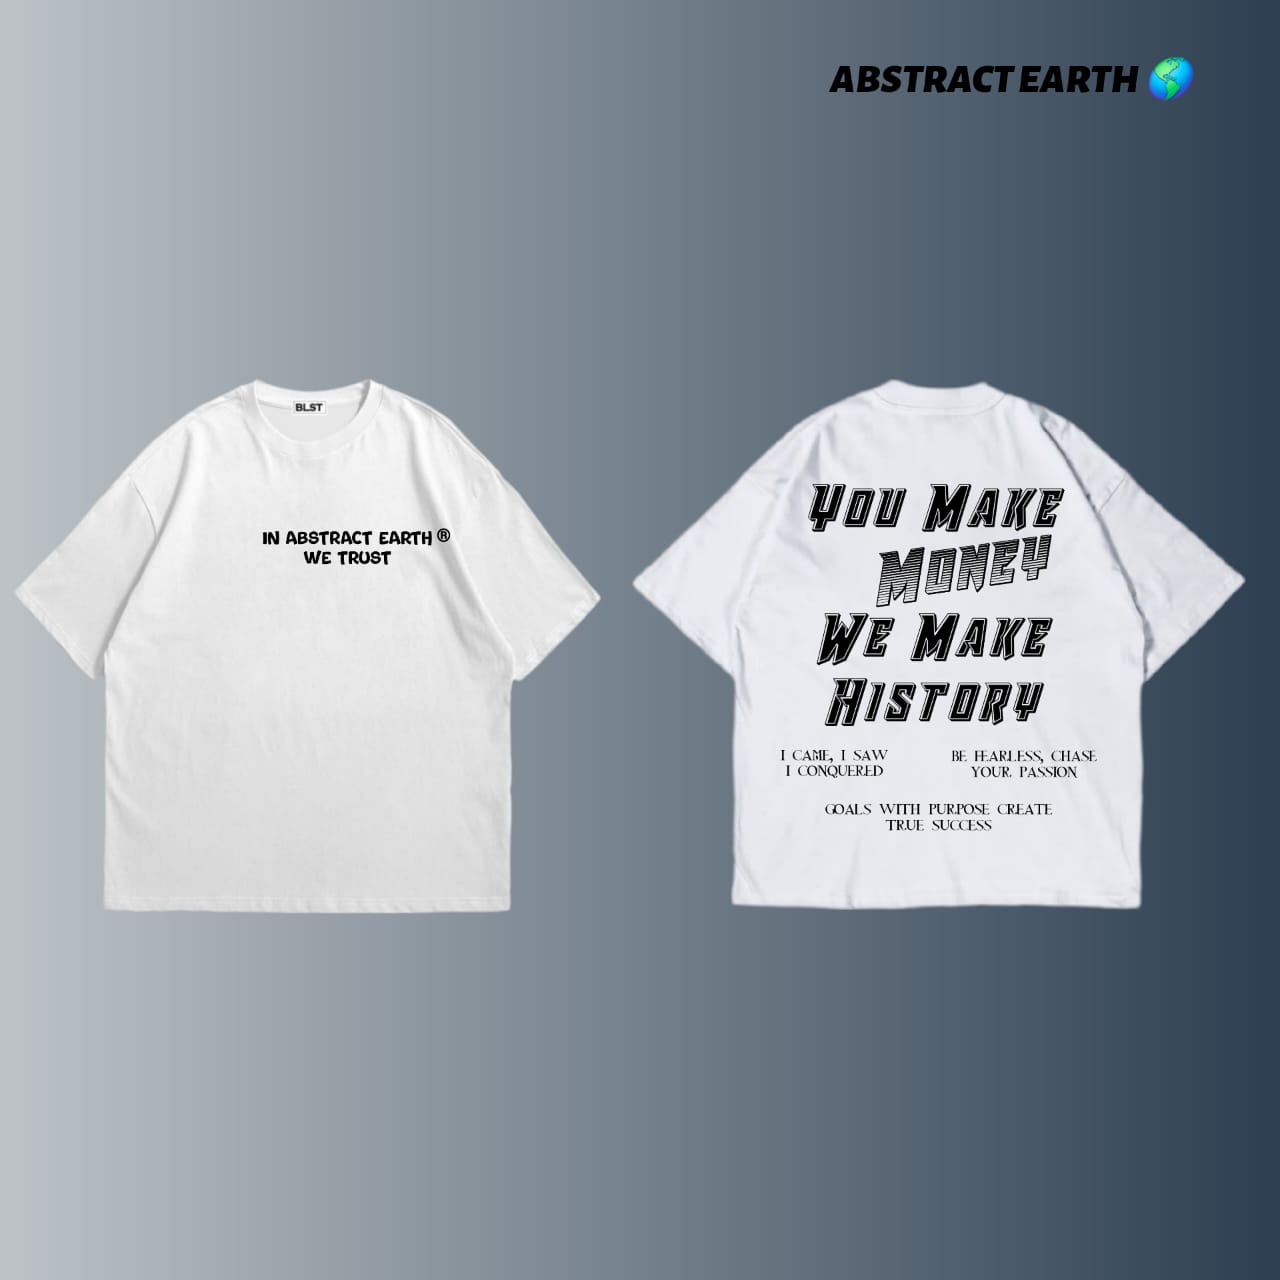 ABSTRACT EARTH
BLST
IN ABSTRACT EARTH ®
WE TRUST
YOU MAKE
MONEY
WE MAKE
HISTORY
I CAME, I SAW
I CONQUERED
BE FEARLESS, CHASE
YOUR PASSION
GOALS WITH PURPOSE CREATE
TRUE SUCCESS